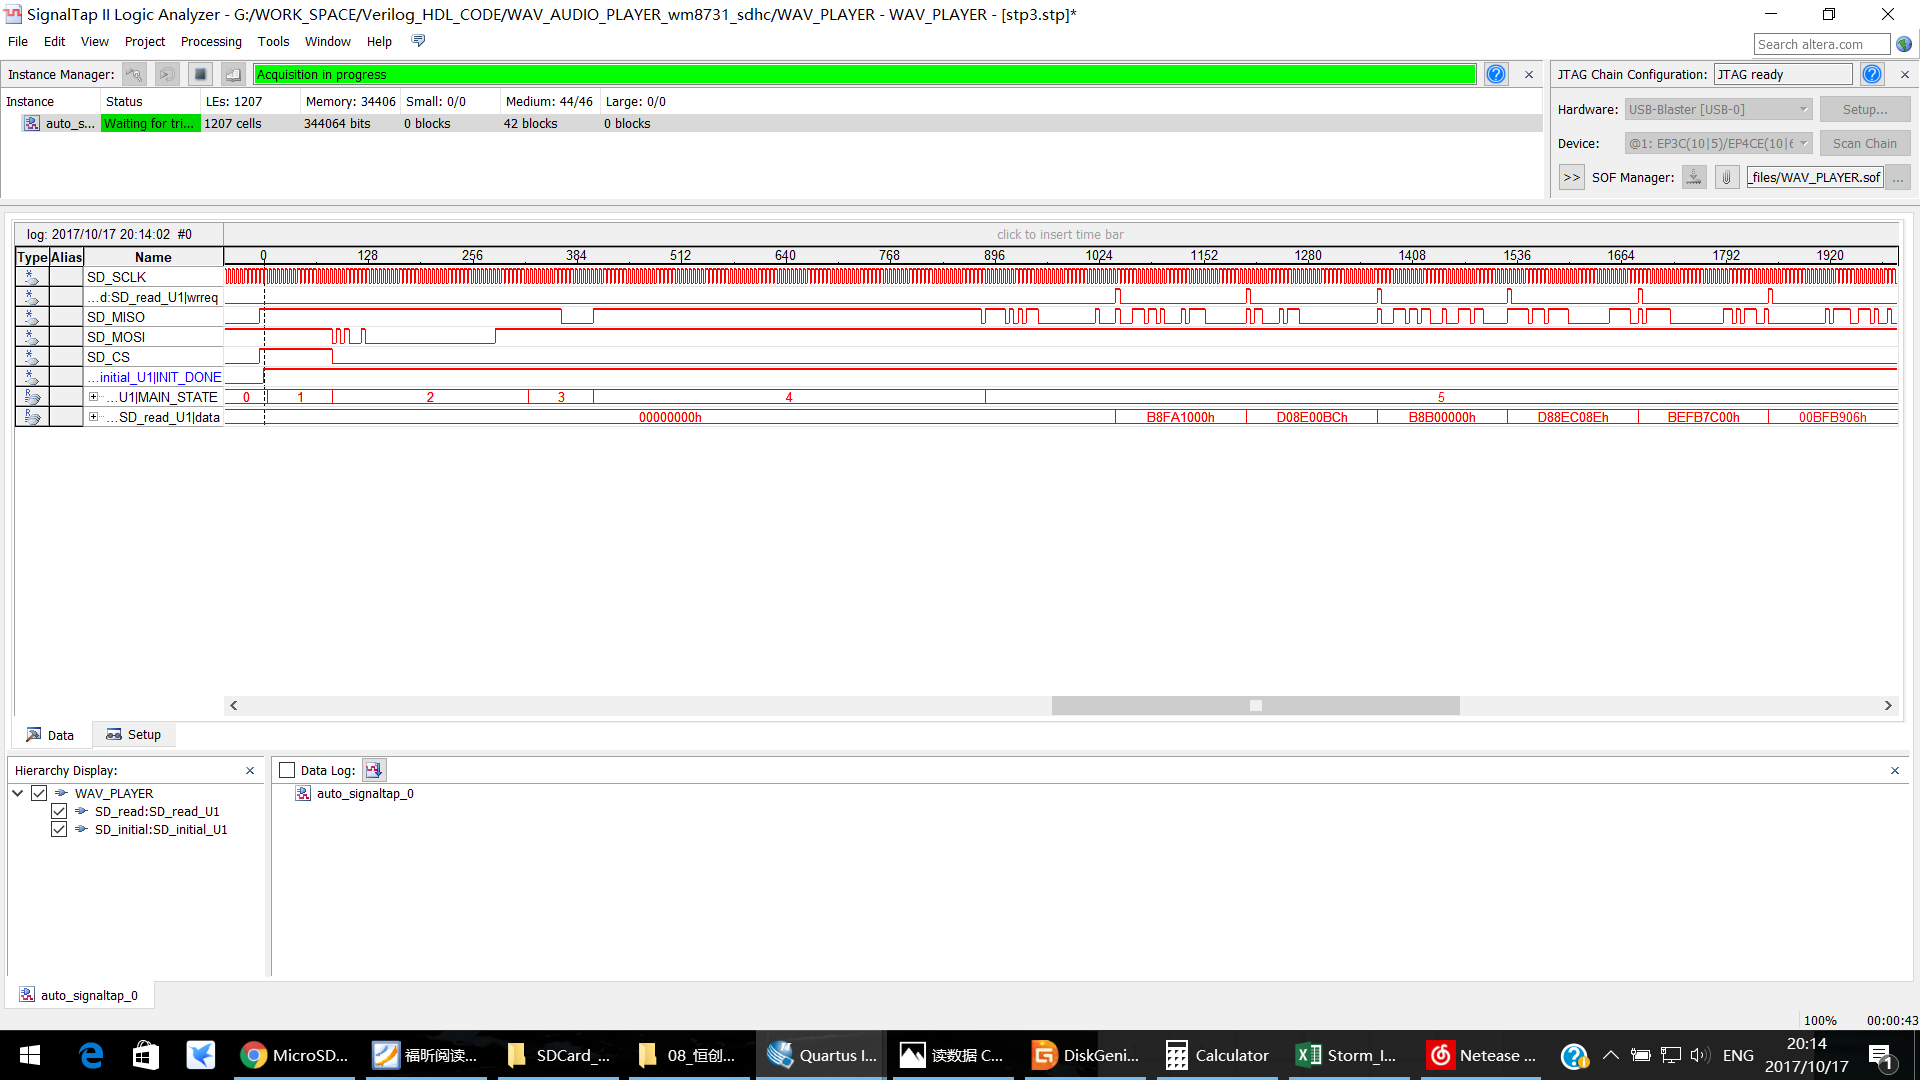 SignalTap II Logic Analyzer - G:/WORK_SPACE/Verilog_HDL_CODE/WAV_AUDIO_PLAYER_wm8731_sdhc/WAV_PLAYER - WAV_PLAYER - [stp3.stp]*
File Edit View Project Processing Tools Window Help
Search altera.com
Instance Manager: Acquisition in progress
JTAG Chain Configuration: JTAG ready
Instance Status LEs: 1207 Memory: 34406 Small: 0/0 Medium: 44/46 Large: 0/0
auto_s... Waiting for tri... 1207 cells 344064 bits 0 blocks 42 blocks 0 blocks
Hardware: USB-Blaster [USB-0] Setup...
Device: @1: EP3C(10|5)/EP4CE(10|6 Scan Chain
>> SOF Manager: _files/WAV_PLAYER.sof ...
log: 2017/10/17 20:14:02 #0 click to insert time bar
Type Alias Name 0 128 256 384 512 640 768 896 1024 1152 1280 1408 1536 1664 1792 1920
SD_SCLK
...d:SD_read_U1|wrreq
SD_MISO
SD_MOSI
SD_CS
...initial_U1|INIT_DONE
...U1|MAIN_STATE 0 1 2 3 4 5
...SD_read_U1|data 00000000h B8FA1000h D08E00BCh B8B00000h D88EC08Eh BEFB7C00h 00BFB906h
Data Setup
Hierarchy Display:
WAV_PLAYER
SD_read:SD_read_U1
SD_initial:SD_initial_U1
Data Log:
auto_signaltap_0
auto_signaltap_0
100% 00:00:43
MicroSD... 福昕阅读... SDCard_... 08_恒创... Quartus I... 读数据 C... DiskGeni... Calculator Storm_I... Netease ... ENG
20:14
2017/10/17
1